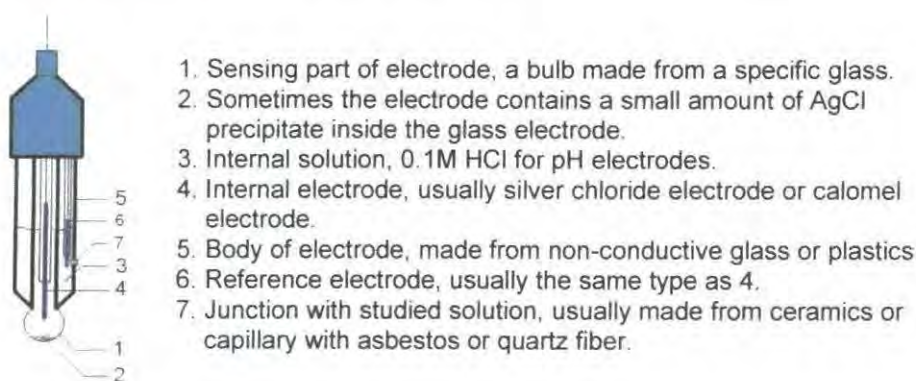 1. Sensing part of electrode, a bulb made from a specific glass.
2. Sometimes the electrode contains a small amount of AgCl
precipitate inside the glass electrode.
3. Internal solution, 0.1M HCl for pH electrodes.
4. Internal electrode, usually silver chloride electrode or calomel
electrode.
5. Body of electrode, made from non-conductive glass or plastics
6. Reference electrode, usually the same type as 4.
7. Junction with studied solution, usually made from ceramics or
capillary with asbestos or quartz fiber.
5
6
7
3
4
1
2